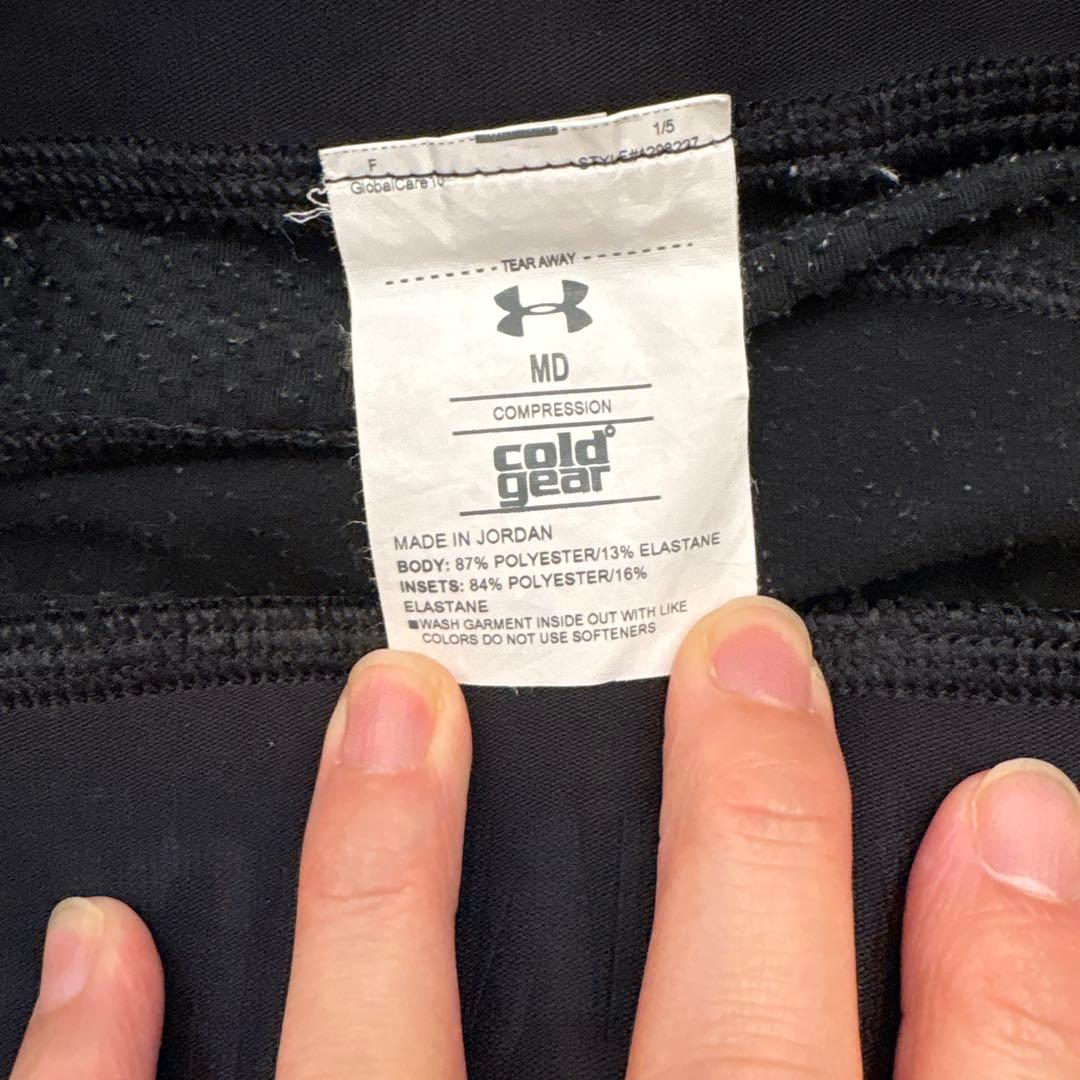 F 1/5
GlobalCare10
TEAR AWAY
MD
COMPRESSION
cold
gear
MADE IN JORDAN
BODY: 87% POLYESTER/13% ELASTANE
INSETS: 84% POLYESTER/16%
ELASTANE
WASH GARMENT INSIDE OUT WITH LIKE
COLORS DO NOT USE SOFTENERS